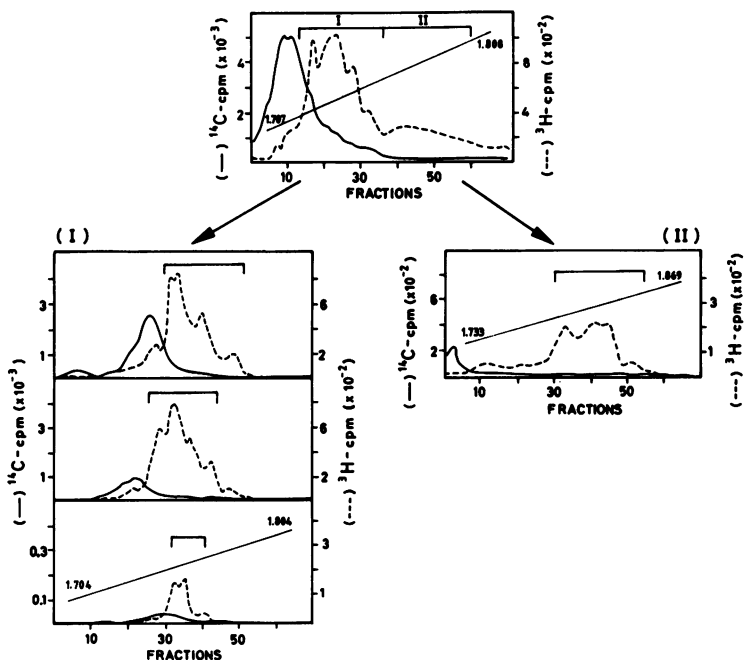 I II
(—) ¹⁴C-cpm (x10⁻³)
4
2
1.707
1.808
8
4
(---) ³H-cpm (x10⁻²)
10 30 50
FRACTIONS
(I)
3
1
6
2
3
1
6
2
(—) ¹⁴C-cpm (x10⁻³)
(---) ³H-cpm (x10⁻²)
0.3
0.1
1.704
1.804
3
1
10 30 50
FRACTIONS
(II)
(—) ¹⁴C-cpm (x10⁻²)
6
2
1.733
1.869
3
1
(---) ³H-cpm (x10⁻²)
10 30 50
FRACTIONS